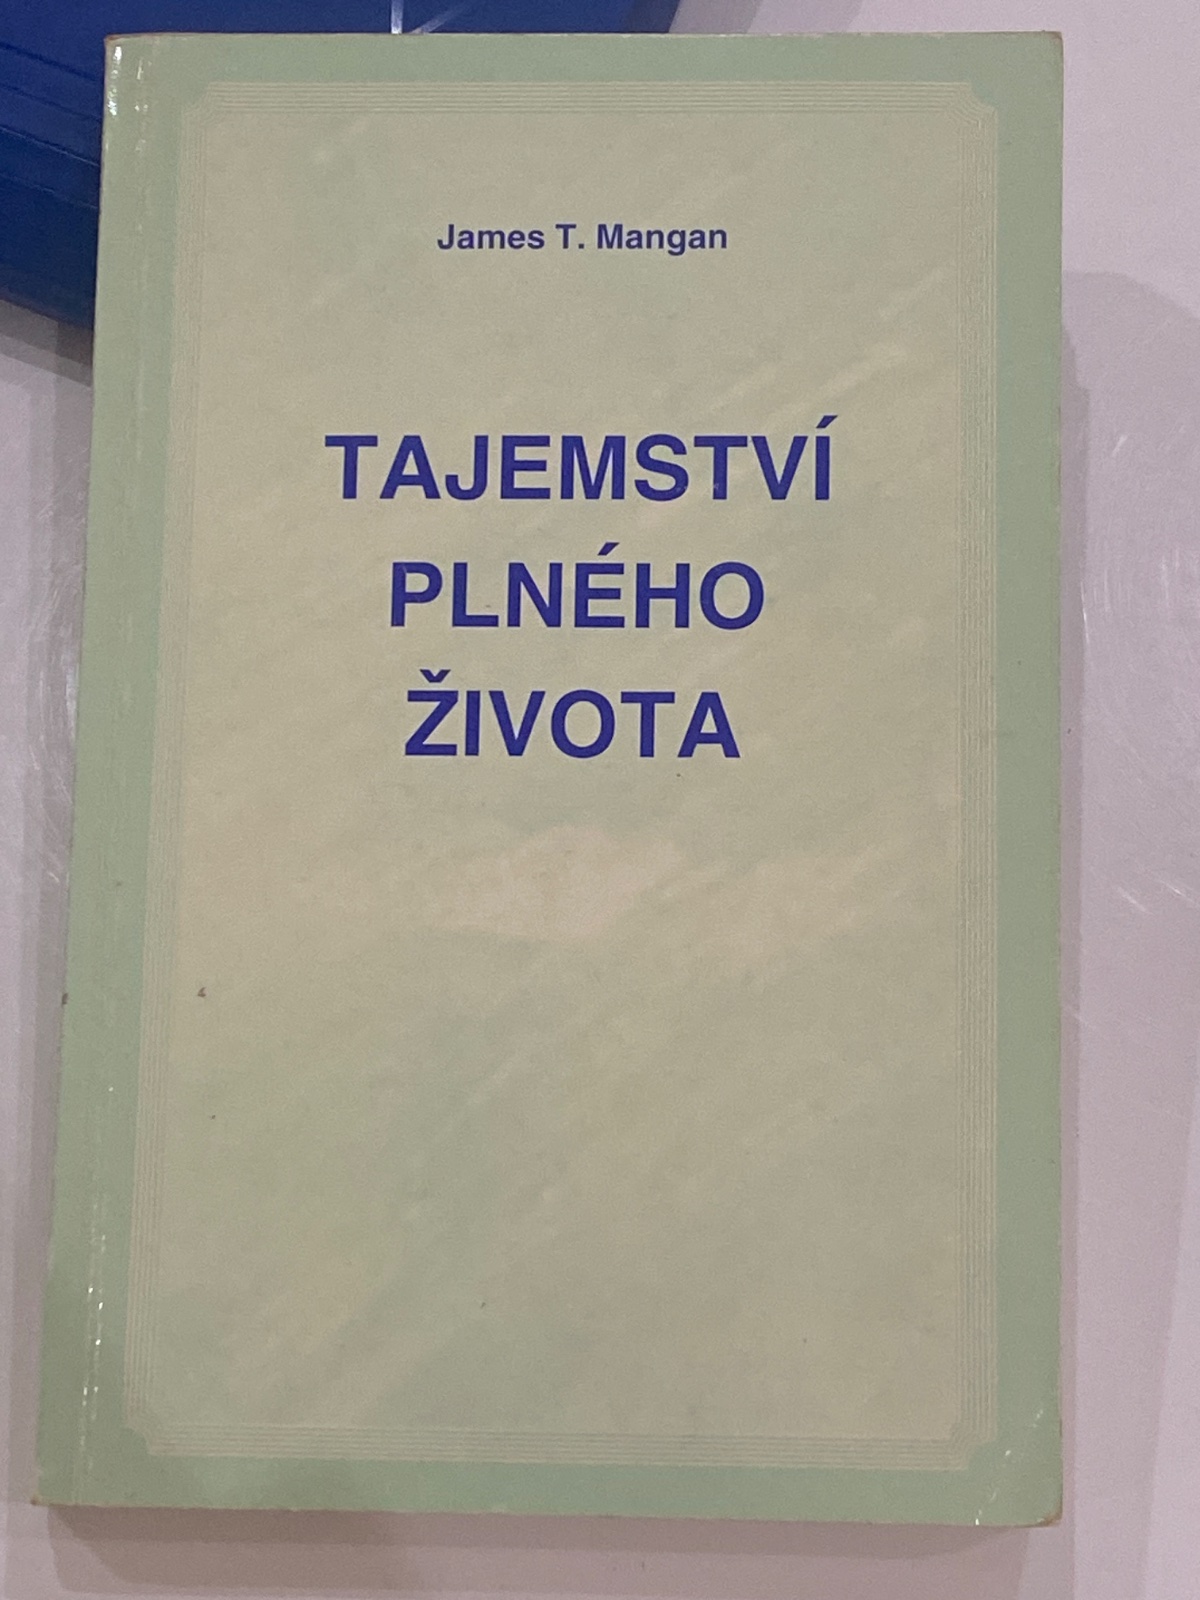 James T. Mangan
TAJEMSTVÍ
PLNÉHO
ŽIVOTA